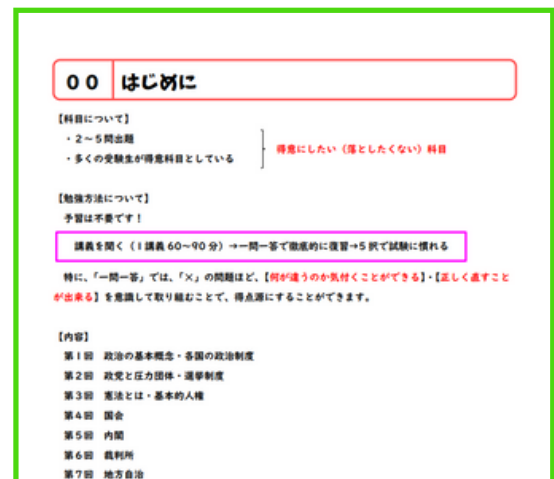 00 はじめに
【科目について】
・2～5問出題
・多くの受験生が得意科目としている
得意にしたい（落としたくない）科目
【勉強方法について】
予習は不要です！
講義を聞く（1講義60～90分）→一問一答で徹底的に復習→5択で試験に慣れる
特に、「一問一答」では、「×」の問題ほど、【何が違うのか気付くことができる】・【正しく直すこと
が出来る】を意識して取り組むことで、得点源にすることができます。
【内容】
第1回 政治の基本概念・各国の政治制度
第2回 政党と圧力団体・選挙制度
第3回 憲法とは・基本的人権
第4回 国会
第5回 内閣
第6回 裁判所
第7回 地方自治